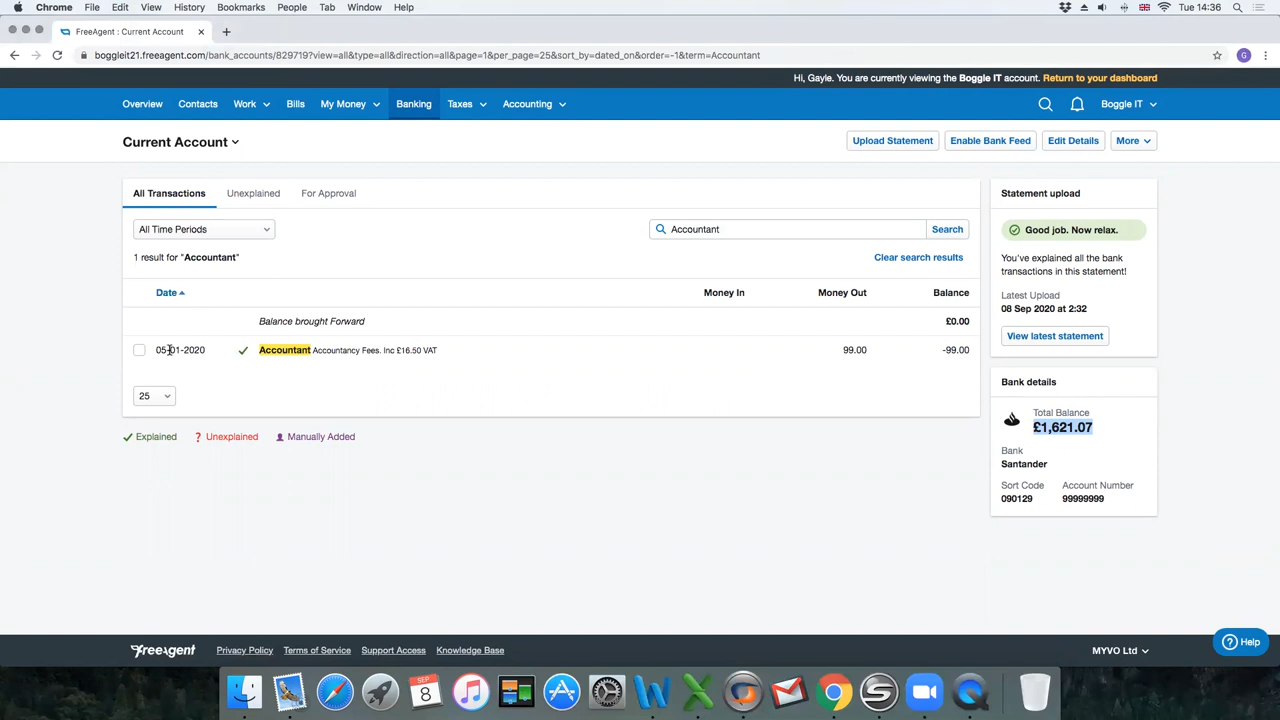 Chrome File Edit View History Bookmarks People Tab Window Help Tue 14:36
FreeAgent : Current Account
boggleit21.freeagent.com/bank_accounts/829719?view=all&type=all&direction=all&page=1&per_page=25&sort_by=dated_on&order=-1&term=Accountant G
Hi, Gayle. You are currently viewing the Boggle IT account. Return to your dashboard
Overview Contacts Work Bills My Money Banking Taxes Accounting Boggle IT
Current Account Upload Statement Enable Bank Feed Edit Details More
All Transactions Unexplained For Approval
All Time Periods Accountant Search
1 result for "Accountant" Clear search results
Date Money In Money Out Balance
Balance brought Forward £0.00
05-01-2020 Accountant Accountancy Fees. Inc £16.50 VAT 99.00 -99.00
25
Explained Unexplained Manually Added
Statement upload
Good job. Now relax.
You've explained all the bank
transactions in this statement!
Latest Upload
08 Sep 2020 at 2:32
View latest statement
Bank details
Total Balance
£1,621.07
Bank
Santander
Sort Code Account Number
090129 99999999
Help
freeagent Privacy Policy Terms of Service Support Access Knowledge Base MYVO Ltd
SEP
8